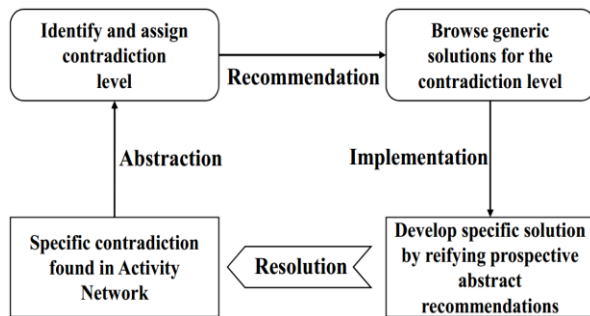 Identify and assign
contradiction
level
Recommendation
Browse generic
solutions for the
contradiction level
Abstraction
Implementation
Specific contradiction
found in Activity
Network
Resolution
Develop specific solution
by reifying prospective
abstract
recommendations